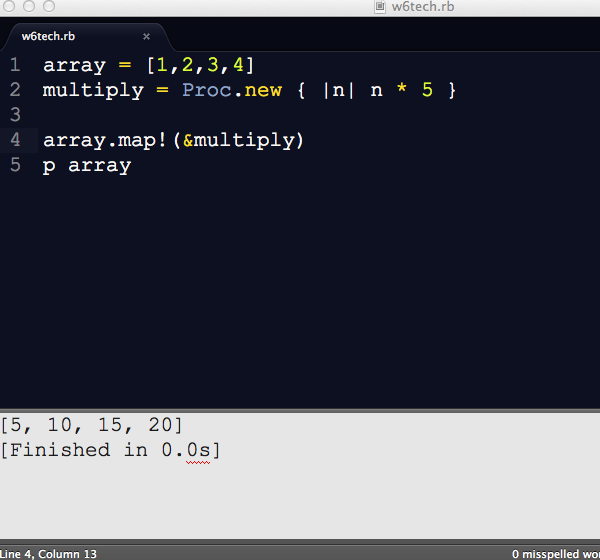 w6tech.rb
w6tech.rb ×
1 array = [1,2,3,4]
2 multiply = Proc.new { |n| n * 5 }
3
4 array.map!(&multiply)
5 p array
[5, 10, 15, 20]
[Finished in 0.0s]
Line 4, Column 13 0 misspelled wo